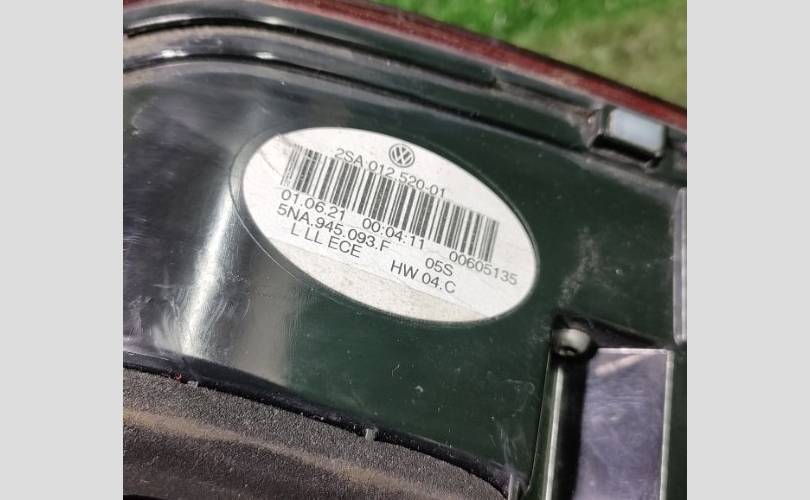 2SA.012.520-01
01.06.21 00:04:11 00605135
5NA.945.093.F 05S
L LL ECE HW 04.C